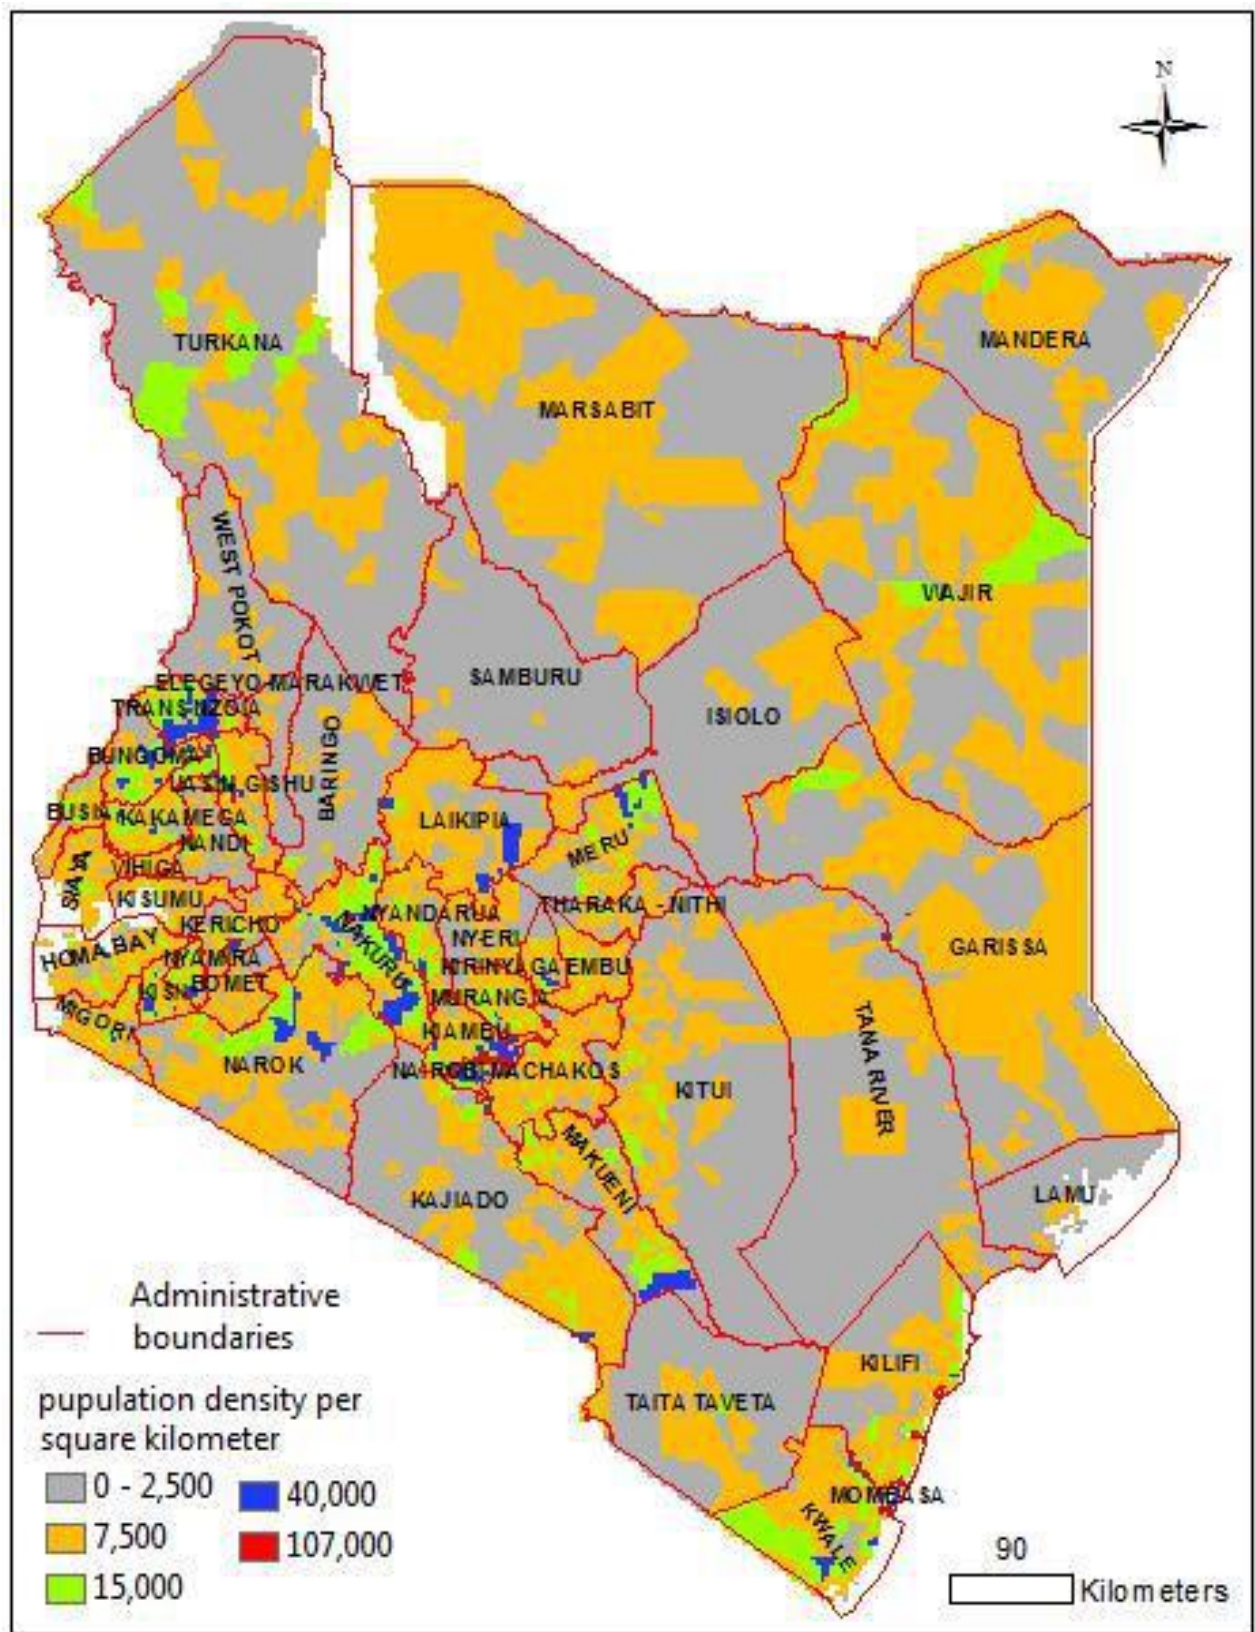 N
TURKANA
MANDERA
MARSABIT
WEST POKOT
WAJIR
ELEGEYO-MARAKWET
SAMBURU
TRANS-NZOIA
ISIOLO
BUNGOMA
UASIN GISHU
BARINGO
BUSIA
KAKAMEGA
LAIKIPIA
NANDI
MERU
VIHIGA
SIAYA
KISUMU
THARAKA - NITHI
NYANDARUA
KERICHO
NYERI
GARISSA
HOMA BAY
NYAMIRA
NAKURU
KIRINYAGA
EMBU
KISII
BOMET
MURANGA
MIGORI
KIAMBU
TANA RIVER
NAROK
NAIROBI
MACHAKOS
KITUI
MAKUENI
KAJIADO
LAMU
Administrative
boundaries
KILIFI
pupulation density per
square kilometer
TAITA TAVETA
0 - 2,500
40,000
MOMBASA
KWALE
7,500
107,000
90
15,000
Kilometers